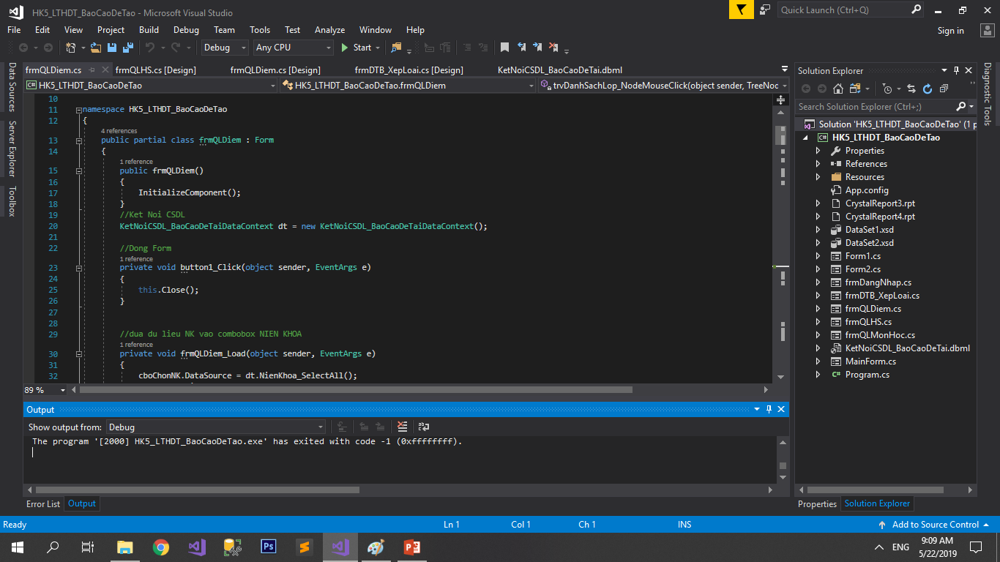 HK5_LTHDT_BaoCaoDeTao - Microsoft Visual Studio
Quick Launch (Ctrl+Q)
File Edit View Project Build Debug Team Tools Test Analyze Window Help
Sign in
Debug Any CPU Start
frmQLDiem.cs frmQLHS.cs [Design] frmQLDiem.cs [Design] frmDTB_XepLoai.cs [Design] KetNoiCSDL_BaoCaoDeTai.dbml
HK5_LTHDT_BaoCaoDeTao HK5_LTHDT_BaoCaoDeTao.frmQLDiem trvDanhSachLop_NodeMouseClick(object sender, TreeNoc
Data Sources
Server Explorer
Toolbox
10
11 namespace HK5_LTHDT_BaoCaoDeTao
12 {
4 references
13 public partial class frmQLDiem : Form
14 {
1 reference
15 public frmQLDiem()
16 {
17 InitializeComponent();
18 }
19 //Ket Noi CSDL
20 KetNoiCSDL_BaoCaoDeTaiDataContext dt = new KetNoiCSDL_BaoCaoDeTaiDataContext();
21
22 //Dong Form
1 reference
23 private void button1_Click(object sender, EventArgs e)
24 {
25 this.Close();
26 }
27
28
29 //dua du lieu NK vao combobox NIEN KHOA
1 reference
30 private void frmQLDiem_Load(object sender, EventArgs e)
31 {
32 cboChonNK.DataSource = dt.NienKhoa_SelectAll();
89 %
Output
Show output from: Debug
The program '[2000] HK5_LTHDT_BaoCaoDeTao.exe' has exited with code -1 (0xffffffff).
Error List Output
Solution Explorer
Search Solution Explorer (Ctrl+;)
Solution 'HK5_LTHDT_BaoCaoDeTao' (1 p
HK5_LTHDT_BaoCaoDeTao
Properties
References
Resources
App.config
CrystalReport3.rpt
CrystalReport4.rpt
DataSet1.xsd
DataSet2.xsd
Form1.cs
Form2.cs
frmDangNhap.cs
frmDTB_XepLoai.cs
frmQLDiem.cs
frmQLHS.cs
frmQLMonHoc.cs
KetNoiCSDL_BaoCaoDeTai.dbml
MainForm.cs
Program.cs
Properties Solution Explorer
Diagnostic Tools
Ready Ln 1 Col 1 Ch 1 INS Add to Source Control
Ps
ENG
9:09 AM
5/22/2019